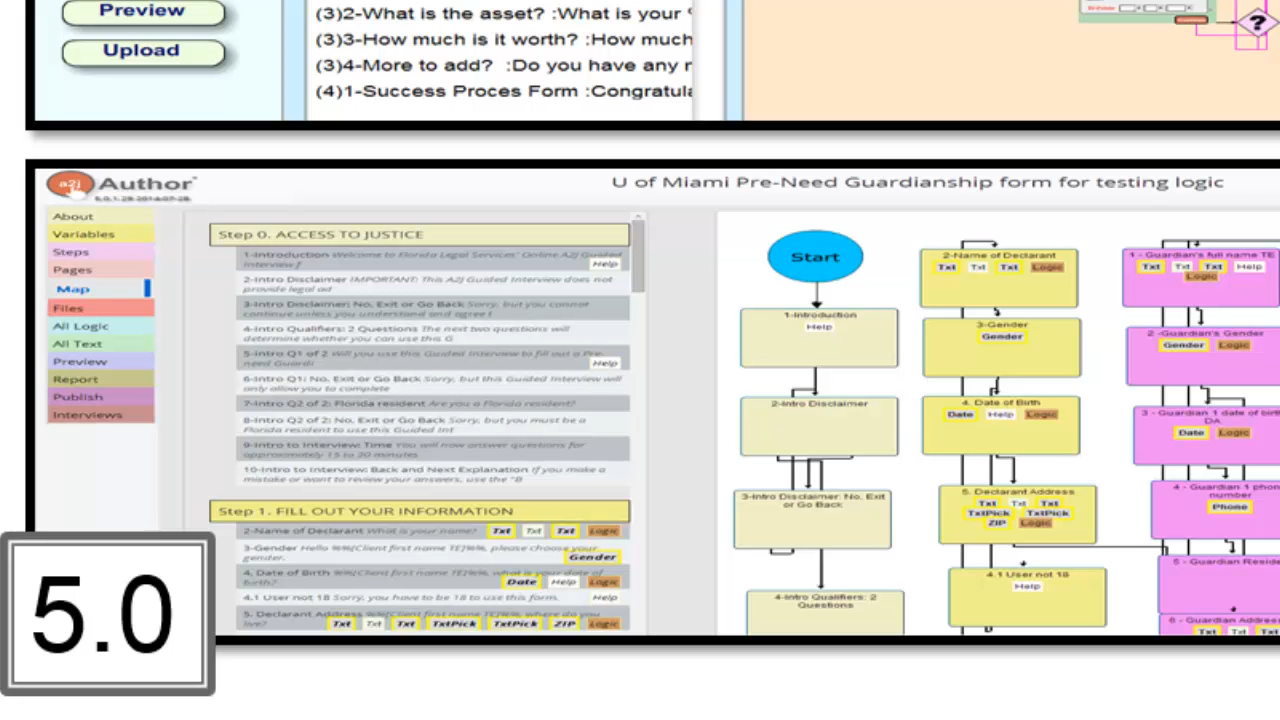 Preview
Upload
(3)2-What is the asset? :What is your
(3)3-How much is it worth? :How much
(3)4-More to add? :Do you have any
(4)1-Success Proces Form :Congratula
?
a2j Author
U of Miami Pre-Need Guardianship form for testing logic
About
Variables
Steps
Pages
Map
Files
All Logic
All Text
Preview
Report
Publish
Interviews
Step 0. ACCESS TO JUSTICE
1-Introduction Welcome to Florida Legal Services' Online A2J Guided
Interview f Help
2-Intro Disclaimer IMPORTANT: This A2J Guided Interview does not
provide legal ad
3-Intro Disclaimer: No, Exit or Go Back Sorry, but you cannot
continue unless you understand and agree t
4-Intro Qualifiers: 2 Questions The next two questions will
determine whether you can use this G
5-Intro Q1 of 2 Will you use this Guided Interview to fill out a Pre-
need Guardi Help
6-Intro Q1: No, Exit or Go Back Sorry, but this Guided Interview will
only allow you to complete
7-Intro Q2 of 2: Florida resident Are you a Florida resident?
8-Intro Q2 of 2: No, Exit or Go Back Sorry, but you must be a
Florida resident to use this Guided Int
9-Intro to Interview: Time You will now answer questions for
approximately 15 to 20 minutes
10-Intro to Interview: Back and Next Explanation If you make a
mistake or want to review your answers, use the "B
Step 1. FILL OUT YOUR INFORMATION
2-Name of Declarant What is your name? Txt Txt Txt Logic
3-Gender Hello %%[Client first name TE]%%, please choose your
gender. Gender
4. Date of Birth %%[Client first name TE]%%, what is your date of
birth? Date Help Logic
4.1 User not 18 Sorry, you have to be 18 to use this form. Help
5. Declarant Address %%[Client first name TE]%%, where do you
live? Txt Txt Txt TxtPick TxtPick ZIP Logic
Start
1-Introduction
Help
2-Intro Disclaimer
3-Intro Disclaimer: No, Exit
or Go Back
4-Intro Qualifiers: 2
Questions
2-Name of Declarant
Txt Txt Txt Logic
3-Gender
Gender
4. Date of Birth
Date Help Logic
5. Declarant Address
Txt Txt Txt
TxtPick TxtPick
ZIP Logic
4.1 User not 18
Help
1 - Guardian's full name TE
Txt Txt Txt Help
Logic
2 -Guardian's Gender
Gender Logic
3 - Guardian 1 date of birth
DA
Date Logic
4 - Guardian 1 phon
number
Phone
5 - Guardian Reside
6 - Guardian Addres
Txt Txt Txt
5.0